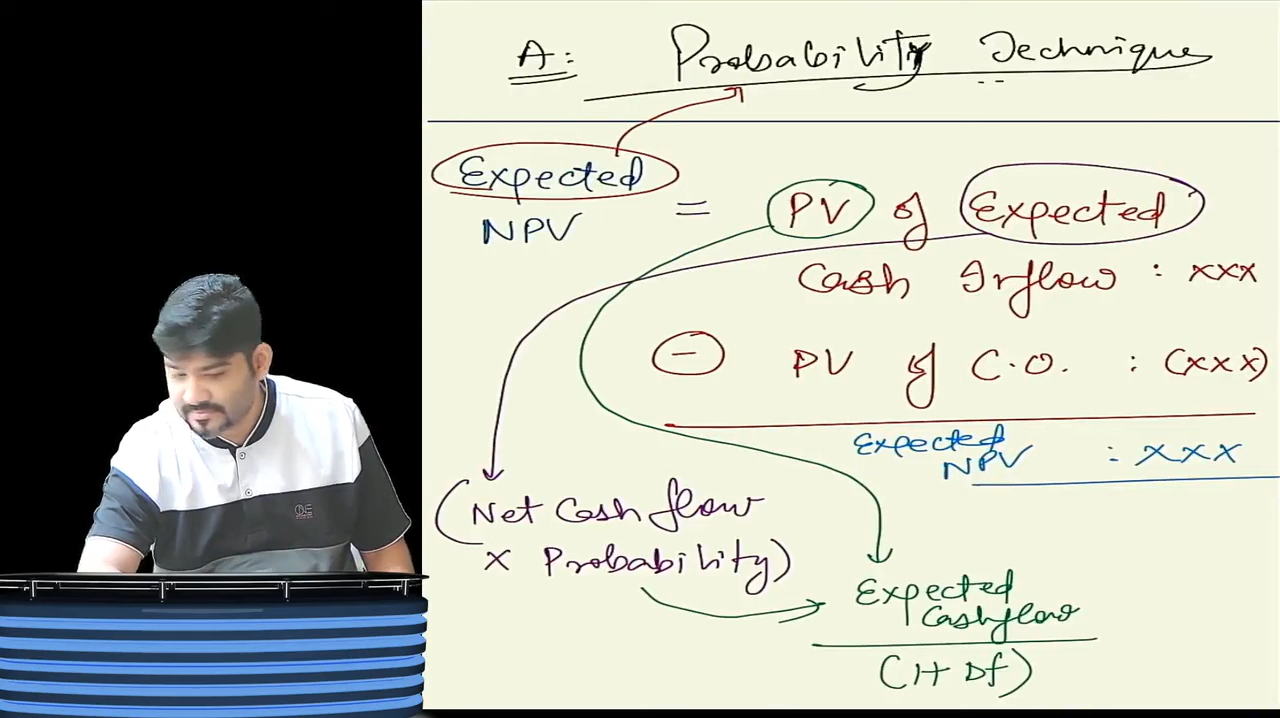 A: Probability Technique
Expected
NPV = PV of Expected
Cash Inflow : xxx
- PV of C.O. : (xxx)
Expected
NPV : xxx
(Net Cash flow
x Probability)
Expected
Cashflow
(1+Df)